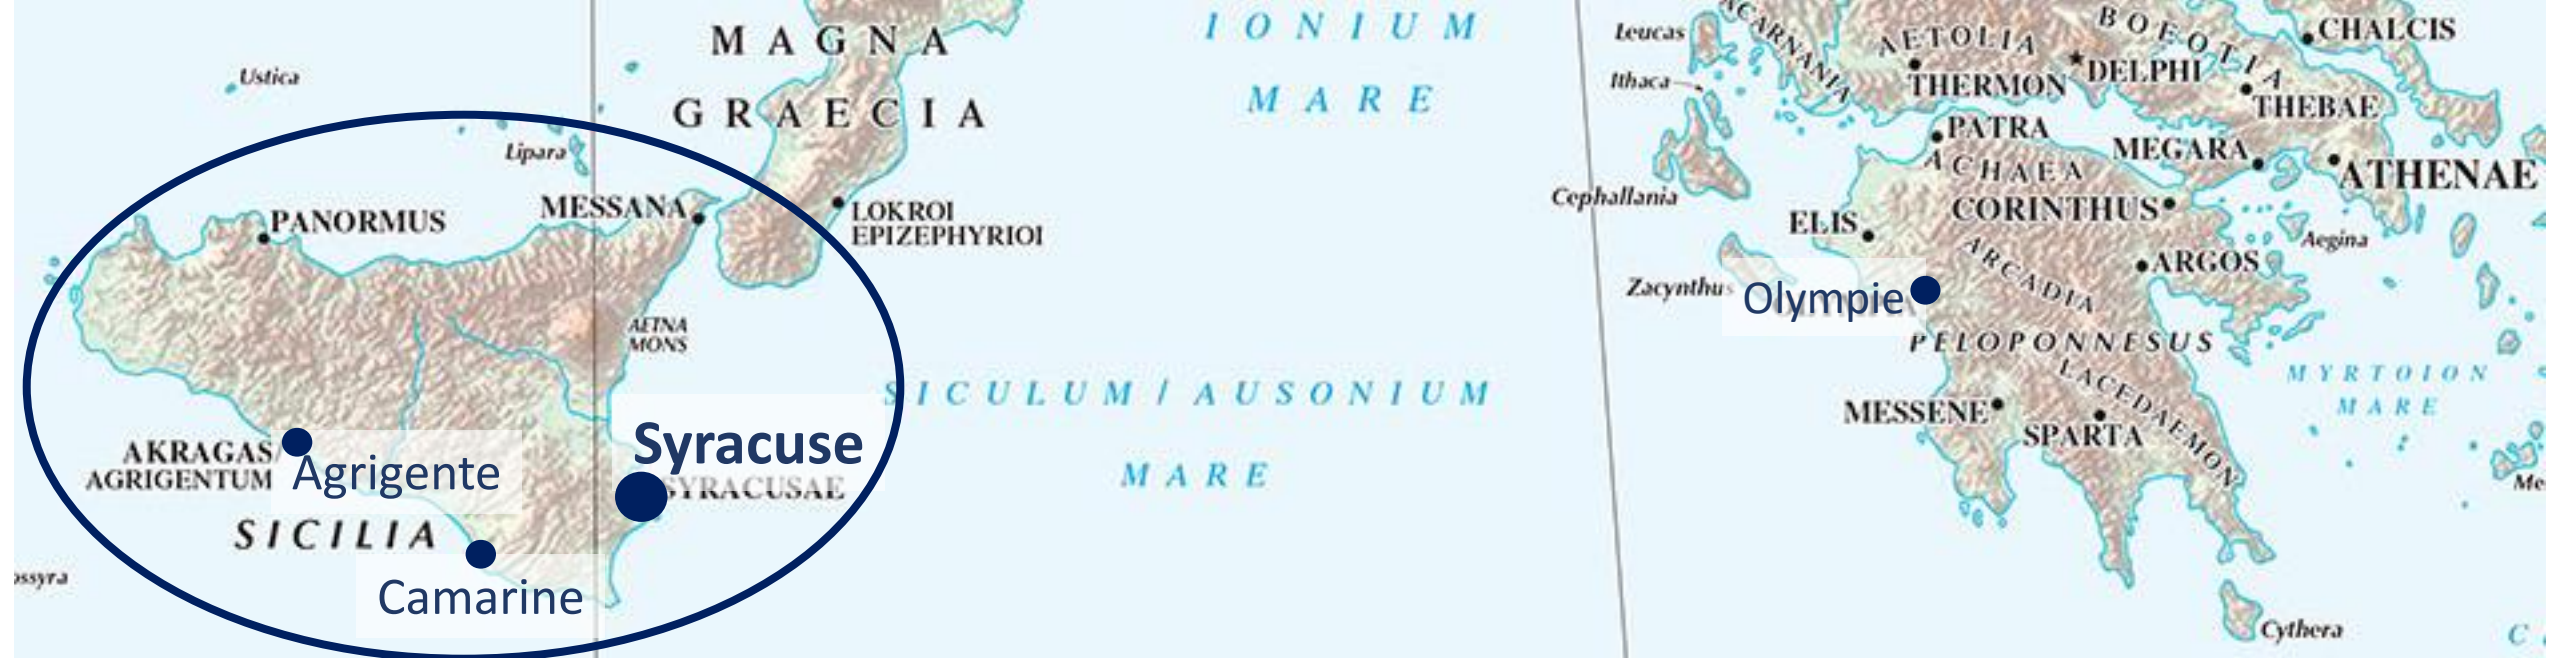 MAGNA
GRAECIA
IONIUM
MARE
Ustica
Lipara
PANORMUS
MESSANA
LOKROI
EPIZEPHYRIOI
AETNA
MONS
AKRAGAS/
AGRIGENTUM
Agrigente
Syracuse
SYRACUSAE
SICILIA
Camarine
ossyra
SICULUM / AUSONIUM
MARE
Leucas
ACARNANIA
AETOLIA
THERMON
BOEOTIA
CHALCIS
DELPHI
THEBAE
Ithaca
PATRA
ACHAEA
MEGARA
ATHENAE
Cephallania
CORINTHUS
ELIS
Aegina
ARCADIA
ARGOS
Zacynthus
Olympie
PELOPONNESUS
LACEDAEMON
MYRTOION
MARE
MESSENE
SPARTA
Me
Cythera
C